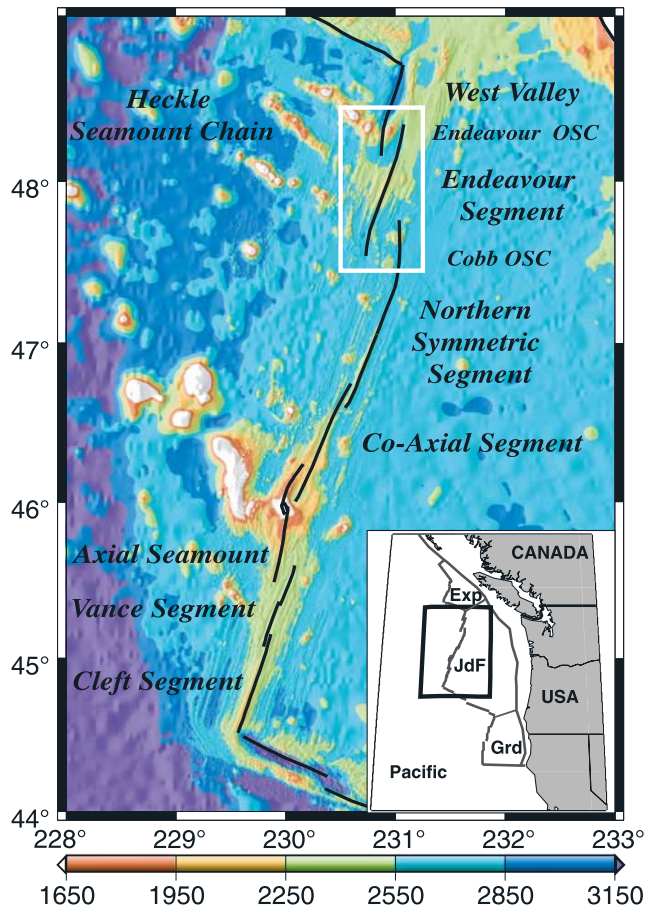 Heckle
Seamount Chain
West Valley
Endeavour OSC
Endeavour
Segment
Cobb OSC
Northern
Symmetric
Segment
Co-Axial Segment
Axial Seamount
Vance Segment
Cleft Segment
48°
47°
46°
45°
44°
CANADA
Exp
JdF
USA
Grd
Pacific
228° 229° 230° 231° 232° 233°
1650 1950 2250 2550 2850 3150